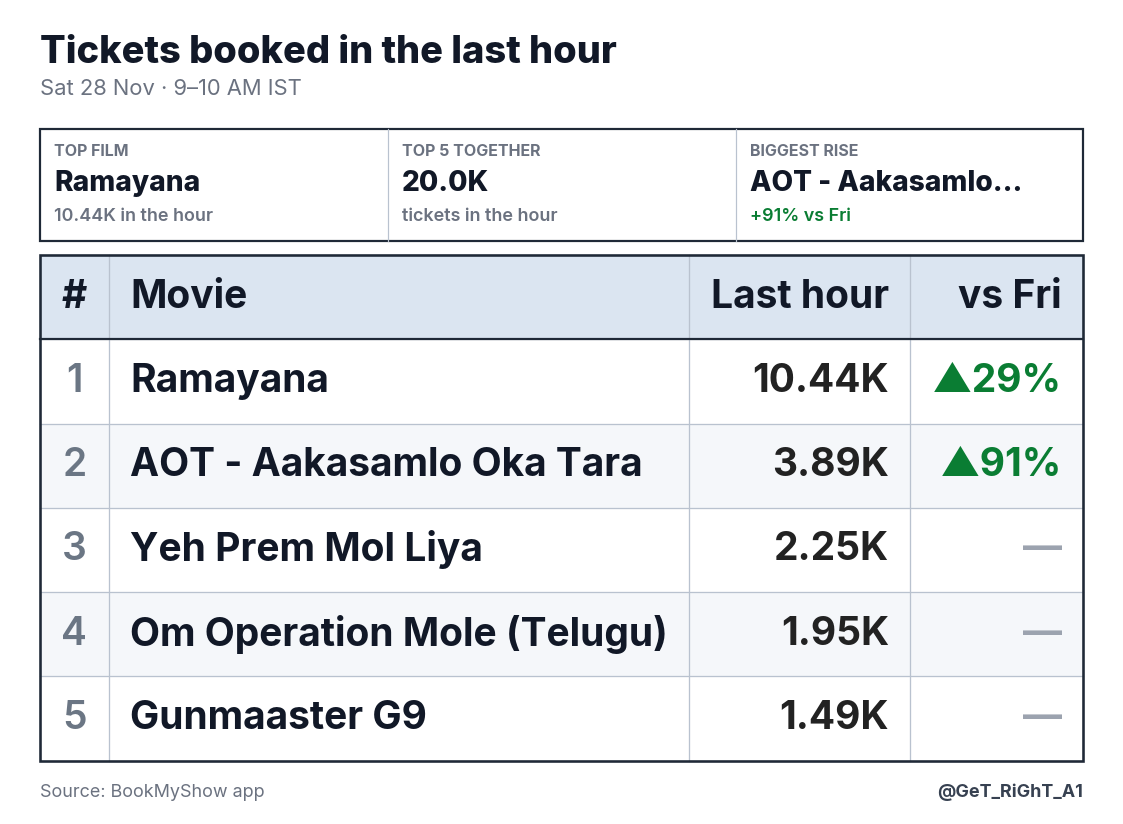 Tickets booked in the last hour
Sat 28 Nov · 9–10 AM IST
TOP FILM
Ramayana
10.44K in the hour
TOP 5 TOGETHER
20.0K
tickets in the hour
BIGGEST RISE
AOT - Aakasamlo...
+91% vs Fri
# Movie Last hour vs Fri
1 Ramayana 10.44K ▲29%
2 AOT - Aakasamlo Oka Tara 3.89K ▲91%
3 Yeh Prem Mol Liya 2.25K —
4 Om Operation Mole (Telugu) 1.95K —
5 Gunmaaster G9 1.49K —
Source: BookMyShow app
@GeT_RiGhT_A1